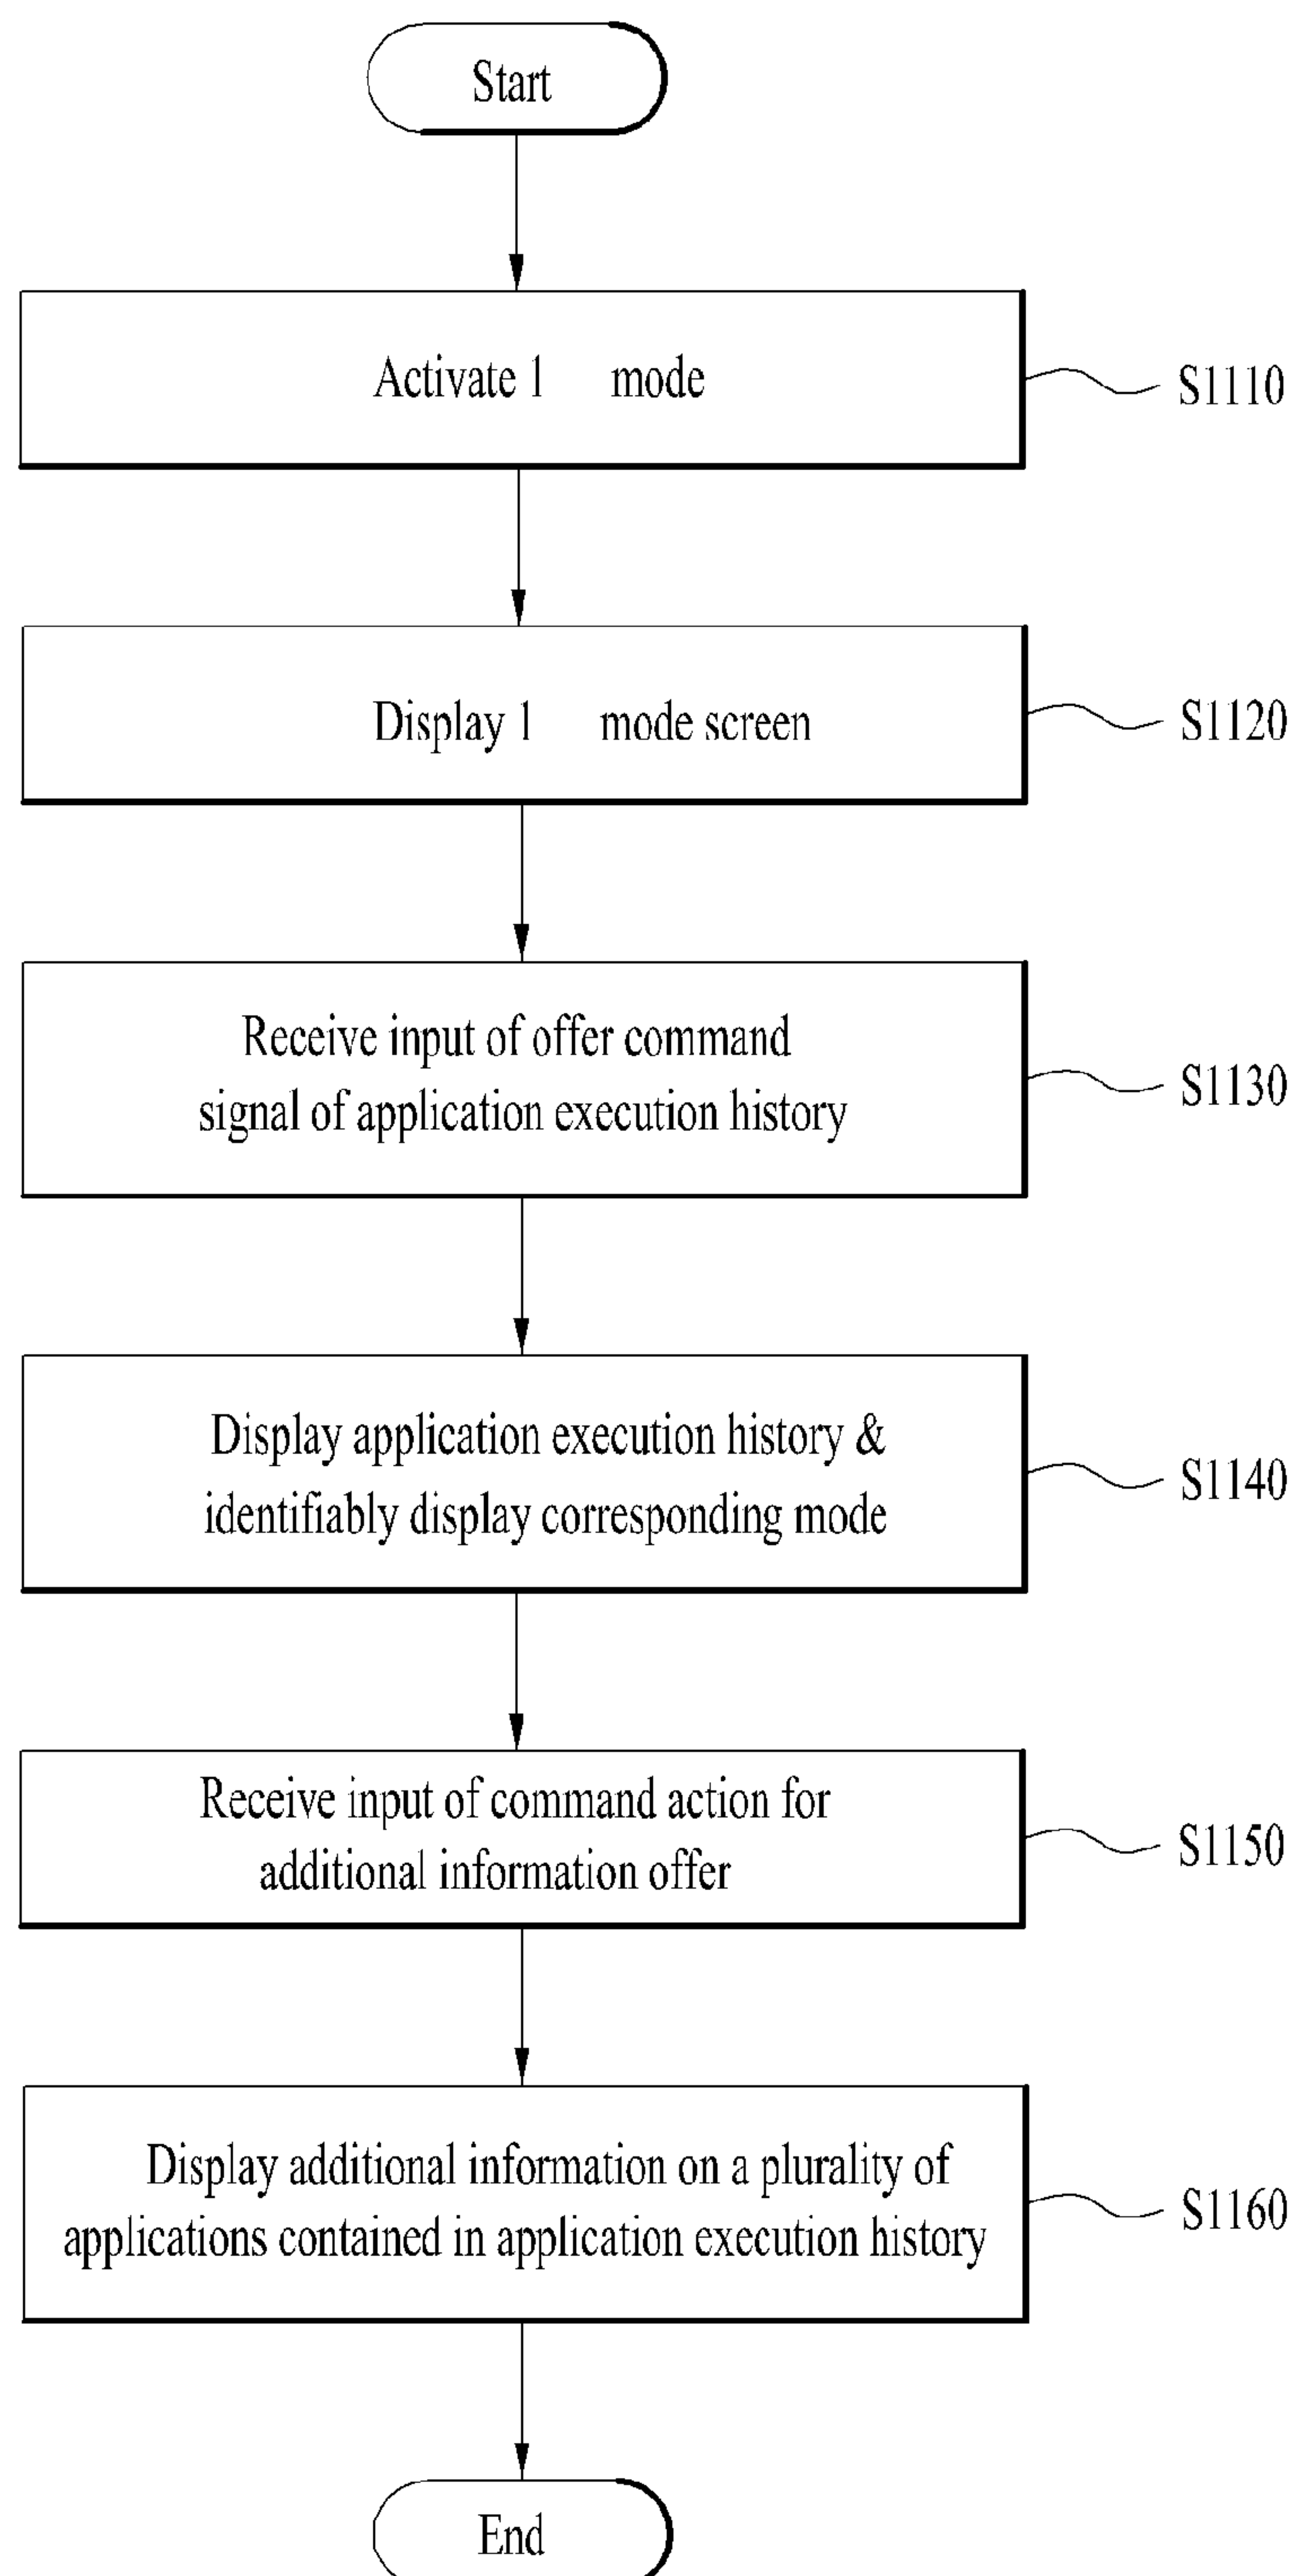 Start
Activate 1 mode
S1110
Display 1 mode screen
S1120
Receive input of offer command
signal of application execution history
S1130
Display application execution history &
identifiably display corresponding mode
S1140
Receive input of command action for
additional information offer
S1150
Display additional information on a plurality of
applications contained in application execution history
S1160
End